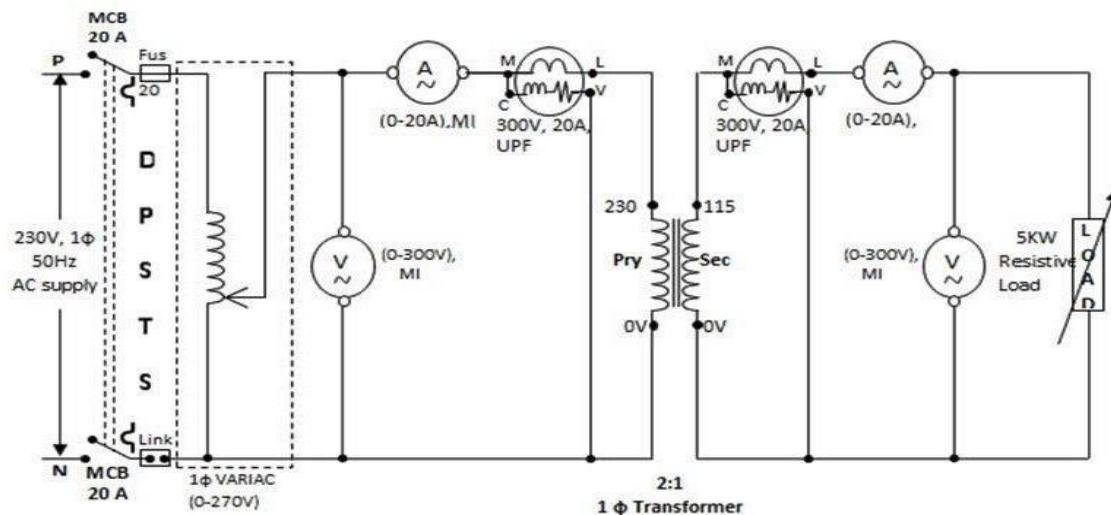 MCB
20 A
P
Fus
20
D
P
S
T
S
230V, 1ϕ
50Hz
AC supply
N
MCB
20 A
Link
1ϕ VARIAC
(0-270V)
A
~
(0-20A),MI
V
~
(0-300V),
MI
M
L
C
V
300V, 20A,
UPF
230
Pry
0V
115
Sec
0V
2:1
1 ϕ Transformer
M
L
C
V
300V, 20A,
UPF
A
~
(0-20A),
(0-300V),
MI
V
~
5KW
Resistive
Load
L
O
A
D